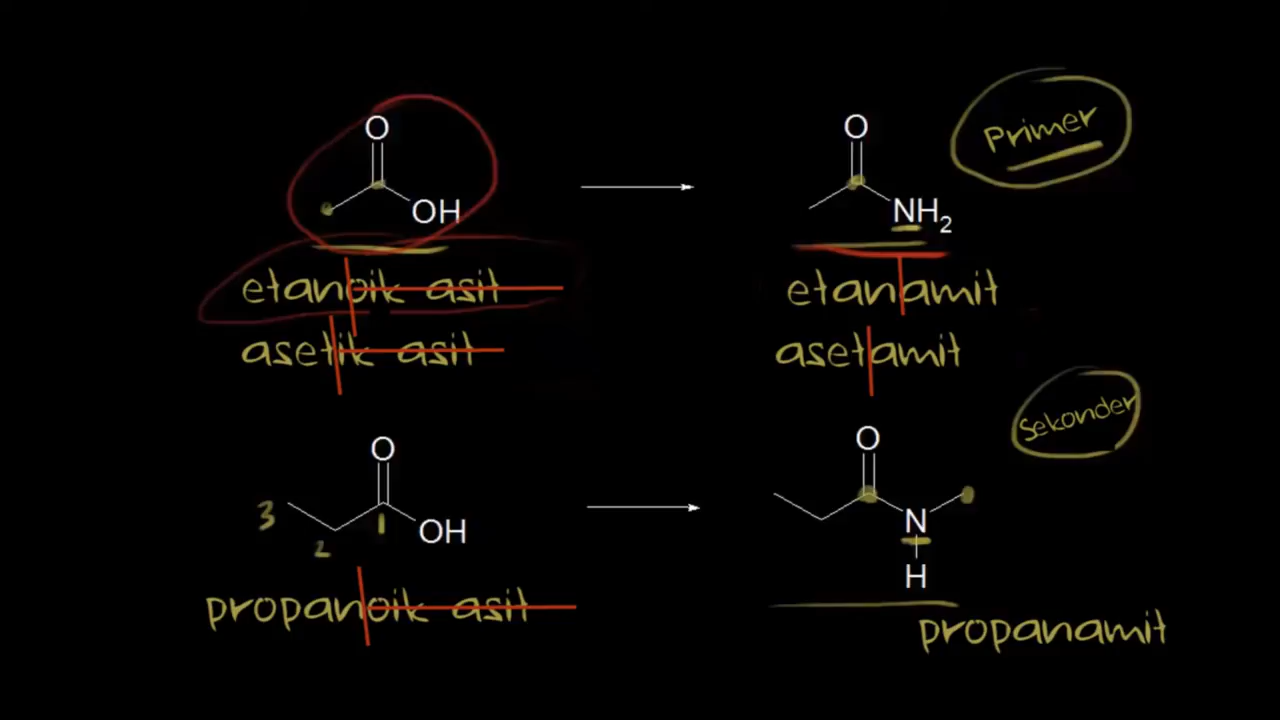 O
OH
O
NH2
Primer
etanoik asit
etanamit
asetik asit
asetamit
Sekonder
O
OH
3
2
1
O
N
H
propanoik asit
propanamit